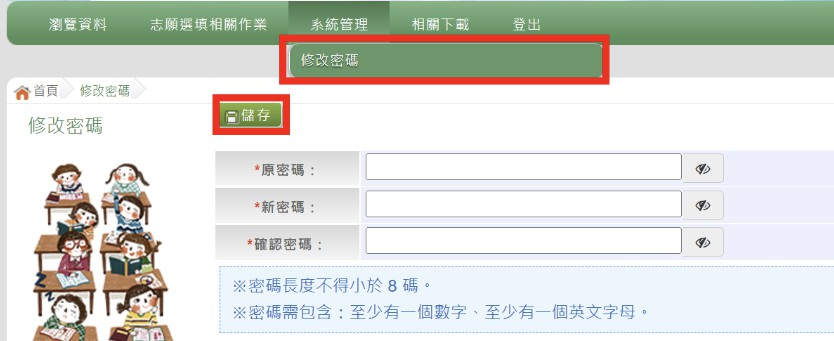 瀏覽資料 志願選填相關作業 系統管理 相關下載 登出
修改密碼
首頁 修改密碼
修改密碼
儲存
*原密碼：
*新密碼：
*確認密碼：
※密碼長度不得小於 8 碼。
※密碼需包含：至少有一個數字、至少有一個英文字母。